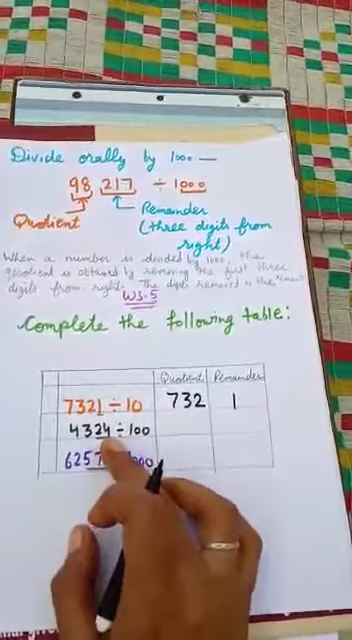 Divide orally by 1000 —
98,217 ÷ 1000
Quotient
Remainder
(three digits from
right)
When a number is divided by 1000, the
quotient is obtained by removing the first three
digits from right. The digits removed is the
WS-5
Complete the following table:
Quotient Remainder
7321 ÷ 10 732 1
4324 ÷ 100